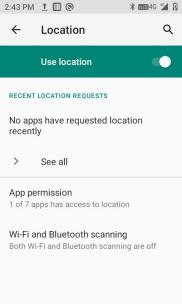 2:43 PM
4G
Location
Use location
RECENT LOCATION REQUESTS
No apps have requested location
recently
See all
App permission
1 of 7 apps has access to location
Wi-Fi and Bluetooth scanning
Both Wi-Fi and Bluetooth scanning are off